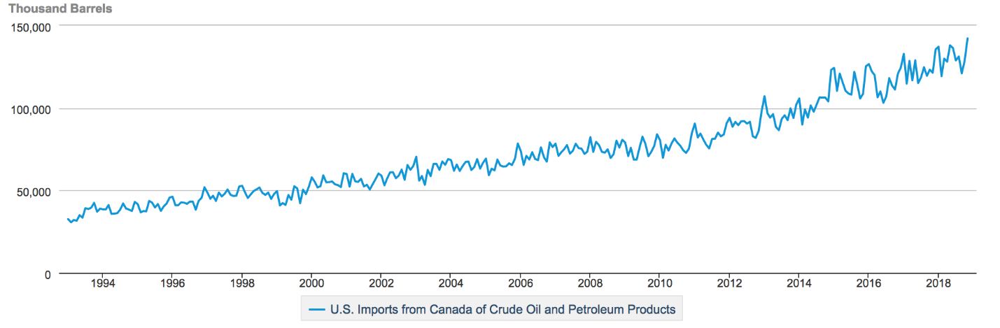 Thousand Barrels
150,000
100,000
50,000
0
1994 1996 1998 2000 2002 2004 2006 2008 2010 2012 2014 2016 2018
U.S. Imports from Canada of Crude Oil and Petroleum Products